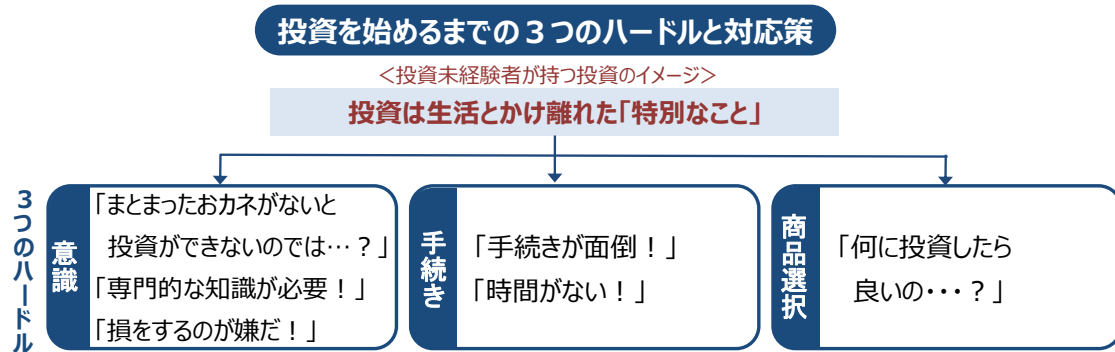 投資を始めるまでの３つのハードルと対応策
＜投資未経験者が持つ投資のイメージ＞
投資は生活とかけ離れた「特別なこと」
３つのハードル
意識
「まとまったおカネがないと
投資ができないのでは…？」
「専門的な知識が必要！」
「損をするのが嫌だ！」
手続き
「手続きが面倒！」
「時間がない！」
商品選択
「何に投資したら
良いの・・・？」